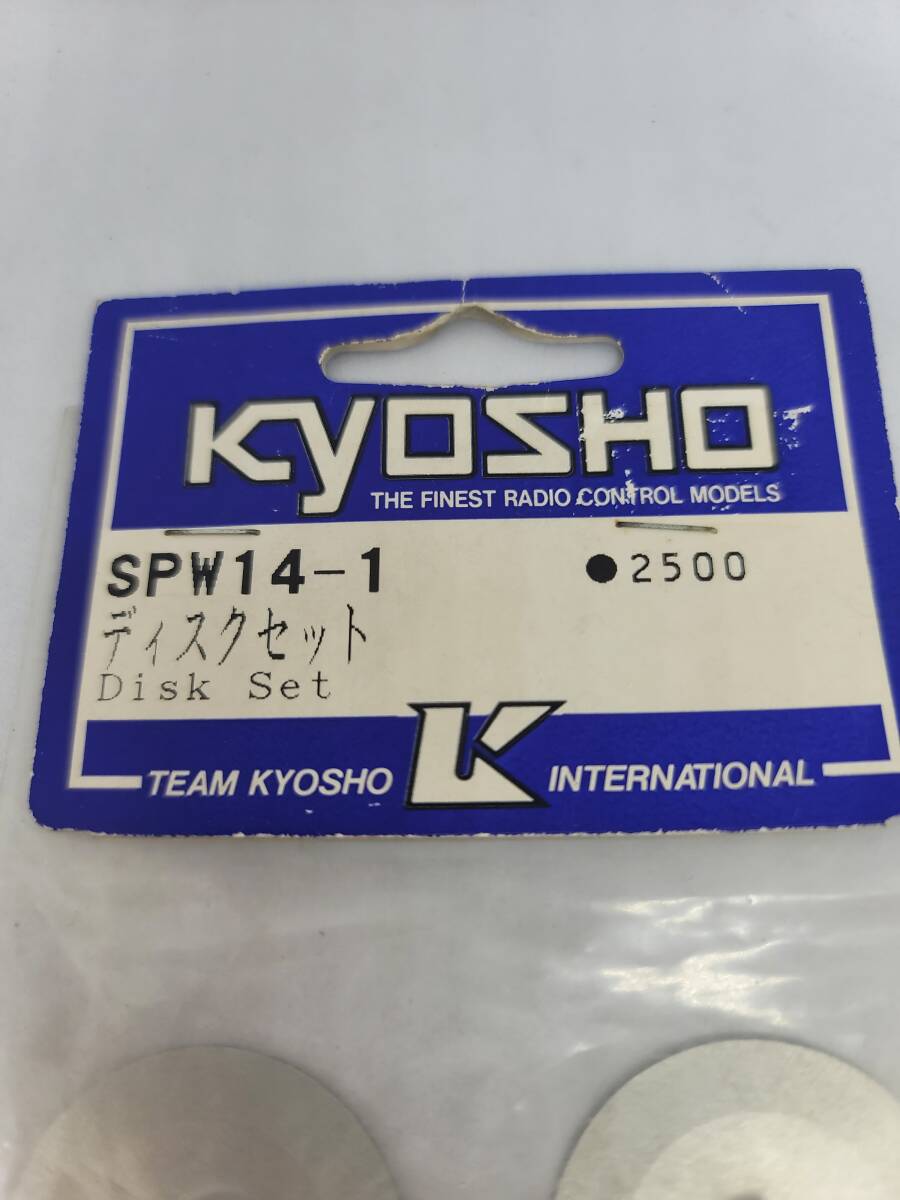 KYOSHO
THE FINEST RADIO CONTROL MODELS
SPW14-1 ●2500
ディスクセット
Disk Set
TEAM KYOSHO K INTERNATIONAL